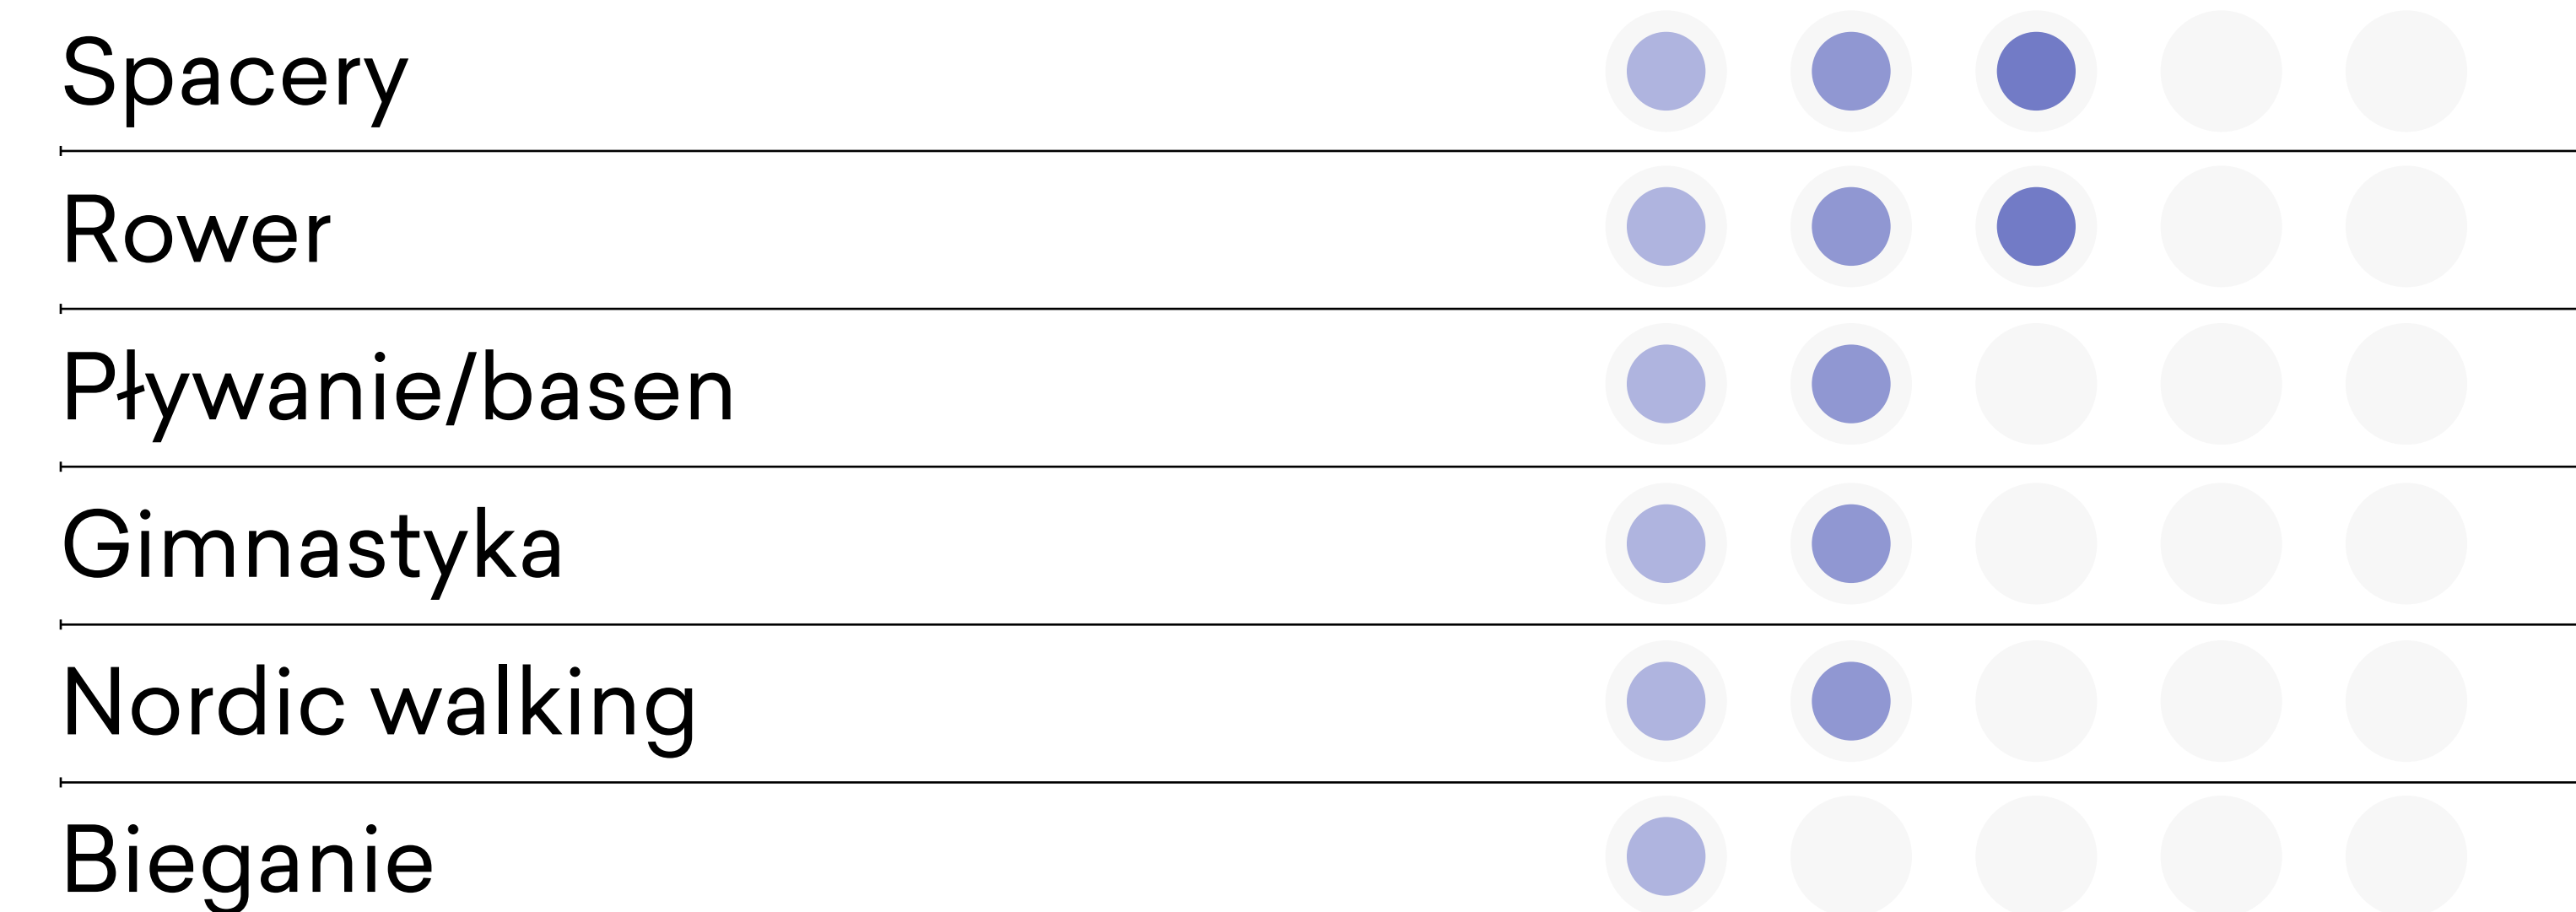 Spacery
Rower
Pływanie/basen
Gimnastyka
Nordic walking
Bieganie